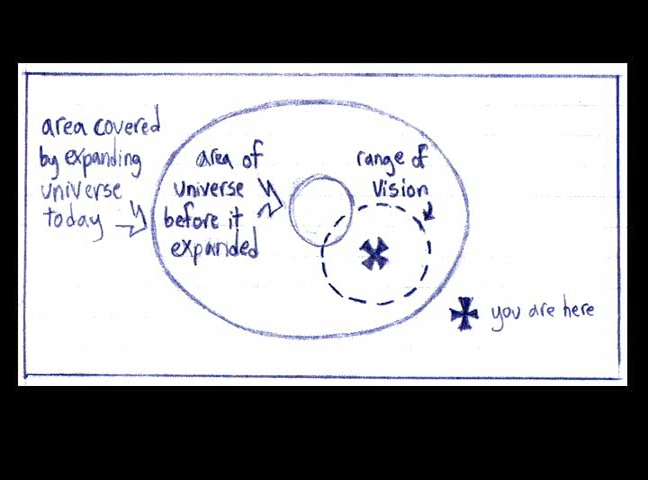 area covered
by expanding
universe
today
area of
universe
before it
expanded
range of
vision
you are here